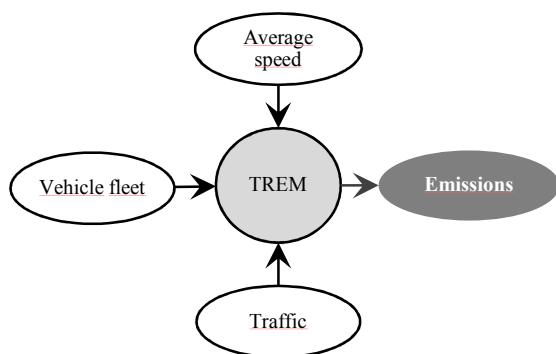 Average
speed
Vehicle fleet
TREM
Emissions
Traffic